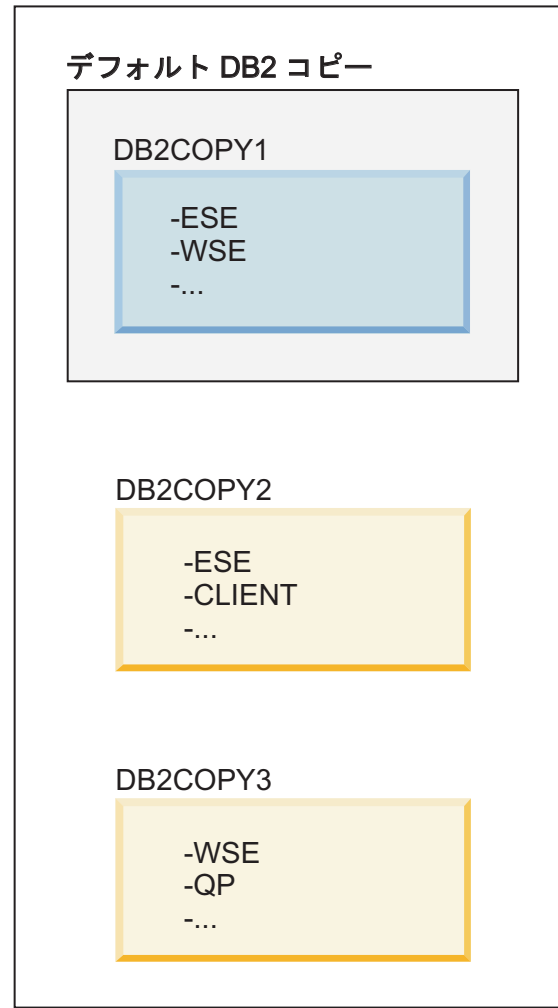 デフォルト DB2 コピー
DB2COPY1
-ESE
-WSE
-...
DB2COPY2
-ESE
-CLIENT
-...
DB2COPY3
-WSE
-QP
-...